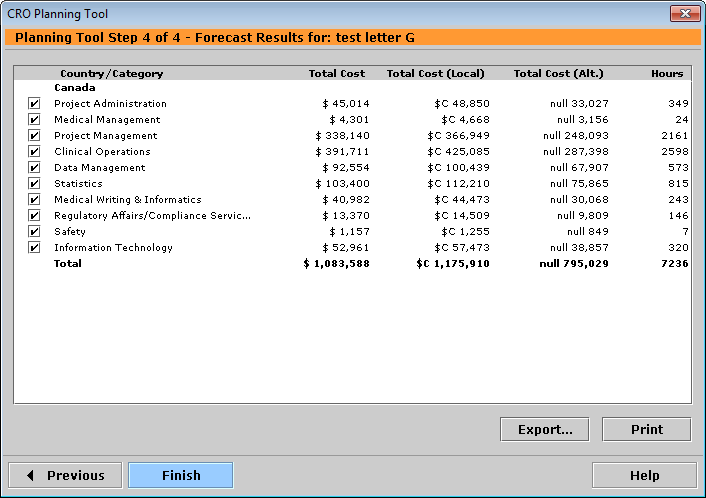 CRO Planning Tool
Planning Tool Step 4 of 4 - Forecast Results for: test letter G
Country/Category Total Cost Total Cost (Local) Total Cost (Alt.) Hours
Canada
Project Administration $ 45,014 $C 48,850 null 33,027 349
Medical Management $ 4,301 $C 4,668 null 3,156 24
Project Management $ 338,140 $C 366,949 null 248,093 2161
Clinical Operations $ 391,711 $C 425,085 null 287,398 2598
Data Management $ 92,554 $C 100,439 null 67,907 573
Statistics $ 103,400 $C 112,210 null 75,865 815
Medical Writing & Informatics $ 40,982 $C 44,473 null 30,068 243
Regulatory Affairs/Compliance Servic... $ 13,370 $C 14,509 null 9,809 146
Safety $ 1,157 $C 1,255 null 849 7
Information Technology $ 52,961 $C 57,473 null 38,857 320
Total $ 1,083,588 $C 1,175,910 null 795,029 7236
Export... Print
Previous Finish Help